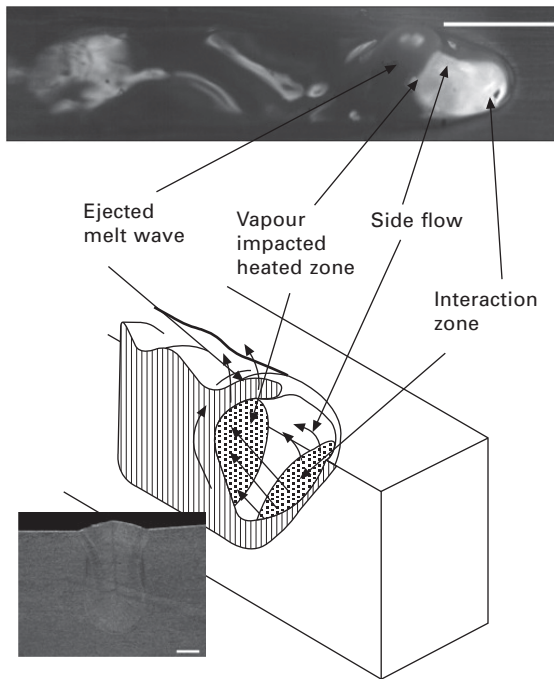 Ejected
melt wave
Vapour
impacted
heated zone
Side flow
Interaction
zone